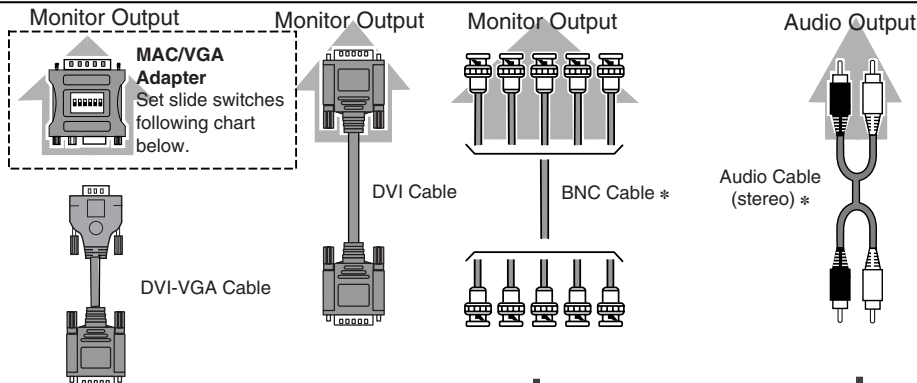 Monitor Output
Monitor Output
Monitor Output
Audio Output
MAC/VGA
Adapter
Set slide switches
following chart
below.
DVI Cable
BNC Cable *
Audio Cable
(stereo) *
DVI-VGA Cable